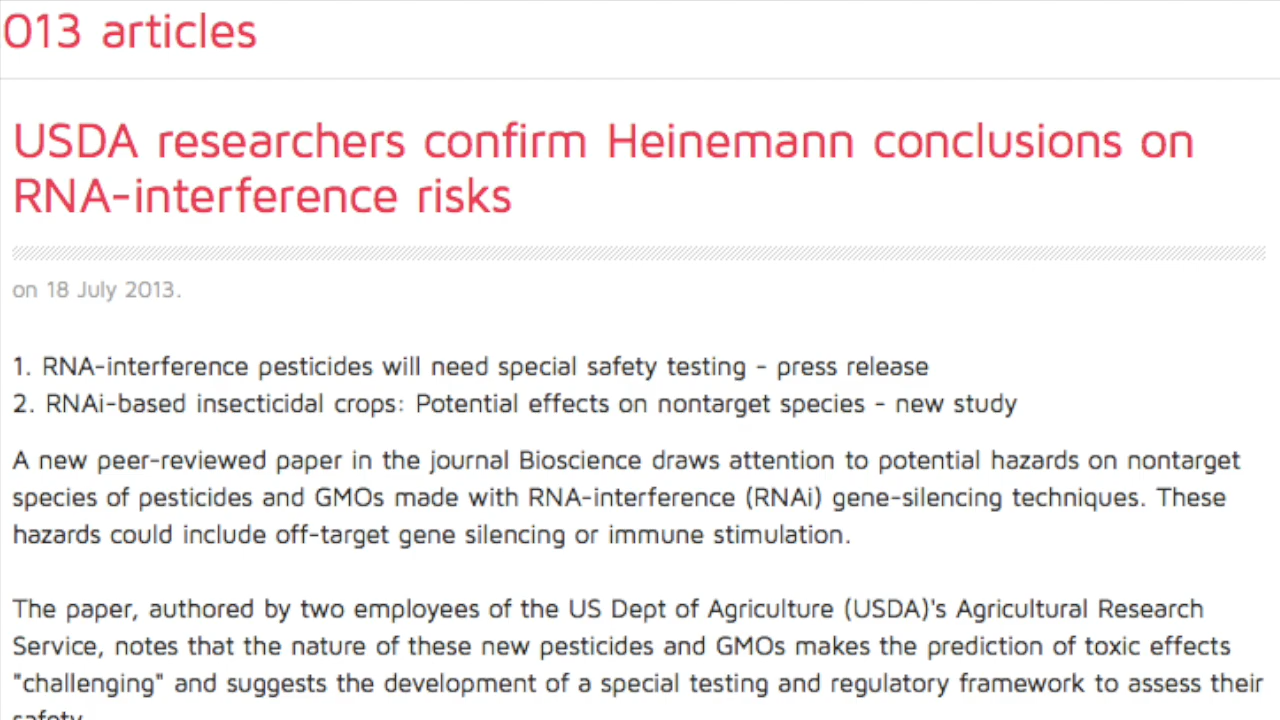 013 articles
USDA researchers confirm Heinemann conclusions on
RNA-interference risks
on 18 July 2013.
1. RNA-interference pesticides will need special safety testing - press release
2. RNAi-based insecticidal crops: Potential effects on nontarget species - new study
A new peer-reviewed paper in the journal Bioscience draws attention to potential hazards on nontarget
species of pesticides and GMOs made with RNA-interference (RNAi) gene-silencing techniques. These
hazards could include off-target gene silencing or immune stimulation.
The paper, authored by two employees of the US Dept of Agriculture (USDA)'s Agricultural Research
Service, notes that the nature of these new pesticides and GMOs makes the prediction of toxic effects
"challenging" and suggests the development of a special testing and regulatory framework to assess their
safety